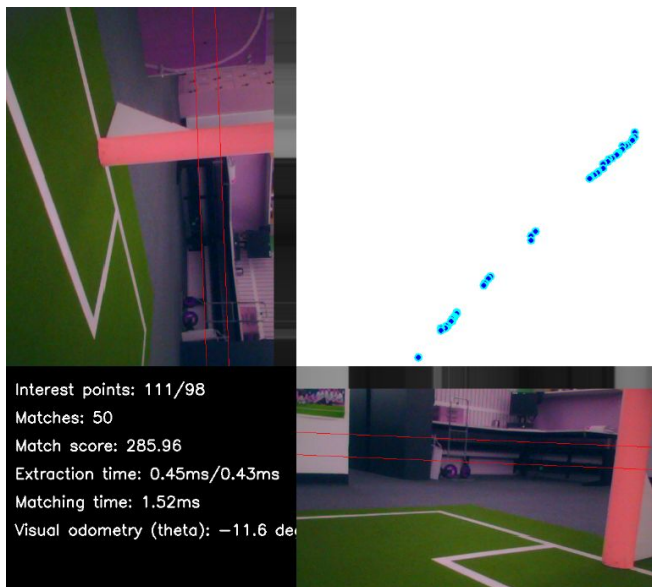 Interest points: 111/98
Matches: 50
Match score: 285.96
Extraction time: 0.45ms/0.43ms
Matching time: 1.52ms
Visual odometry (theta): −11.6 de